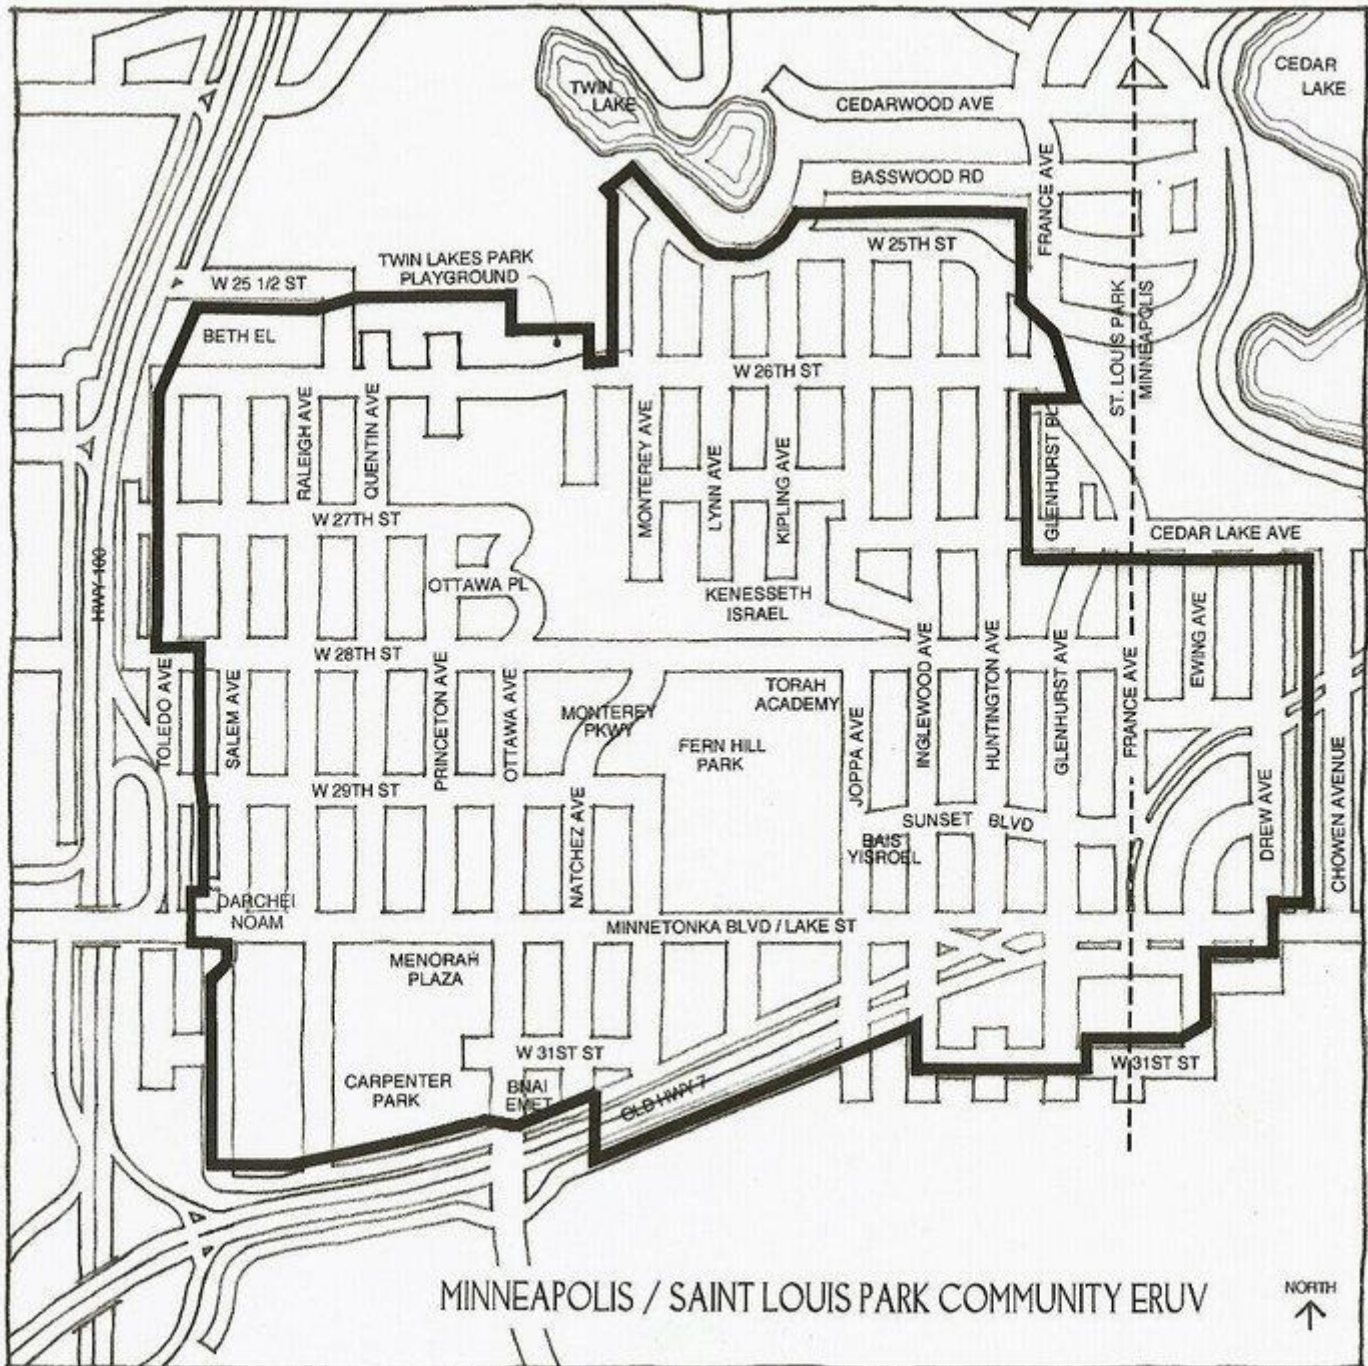 CEDAR
LAKE
TWIN
LAKE
CEDARWOOD AVE
BASSWOOD RD
FRANCE AVE
W 25TH ST
TWIN LAKES PARK
PLAYGROUND
W 25 1/2 ST
BETH EL
ST. LOUIS PARK
MINNEAPOLIS
W 26TH ST
RALEIGH AVE
QUENTIN AVE
MONTEREY AVE
LYNN AVE
KIPLING AVE
GLENHURST BL
W 27TH ST
CEDAR LAKE AVE
HWY 100
OTTAWA PL
KENESSETH
ISRAEL
EWING AVE
W 28TH ST
TOLEDO AVE
SALEM AVE
PRINCETON AVE
OTTAWA AVE
MONTEREY
PKWY
TORAH
ACADEMY
FERN HILL
PARK
JOPPA AVE
INGLEWOOD AVE
HUNTINGTON AVE
GLENHURST AVE
FRANCE AVE
W 29TH ST
NATCHEZ AVE
SUNSET BLVD
BAIS
YISROEL
DREW AVE
CHOWEN AVENUE
DARCHEI
NOAM
MINNETONKA BLVD / LAKE ST
MENORAH
PLAZA
W 31ST ST
W 31ST ST
CARPENTER
PARK
BNAI
EMET
OLD HWY 7
MINNEAPOLIS / SAINT LOUIS PARK COMMUNITY ERUV
NORTH